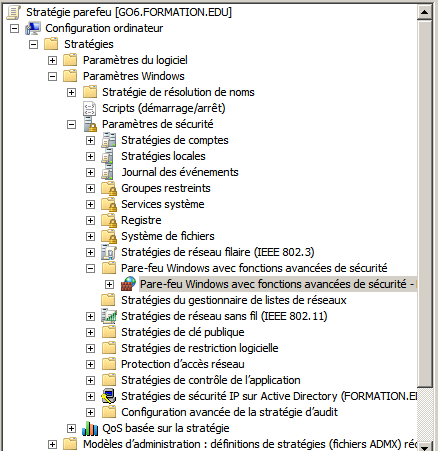 Stratégie parefeu [GO6.FORMATION.EDU]
Configuration ordinateur
Stratégies
Paramètres du logiciel
Paramètres Windows
Stratégie de résolution de noms
Scripts (démarrage/arrêt)
Paramètres de sécurité
Stratégies de comptes
Stratégies locales
Journal des événements
Groupes restreints
Services système
Registre
Système de fichiers
Stratégies de réseau filaire (IEEE 802.3)
Pare-feu Windows avec fonctions avancées de sécurité
Pare-feu Windows avec fonctions avancées de sécurité -
Stratégies du gestionnaire de listes de réseaux
Stratégies de réseau sans fil (IEEE 802.11)
Stratégies de clé publique
Stratégies de restriction logicielle
Protection d'accès réseau
Stratégies de contrôle de l'application
Stratégies de sécurité IP sur Active Directory (FORMATION.E
Configuration avancée de la stratégie d'audit
QoS basée sur la stratégie
Modèles d'administration : définitions de stratégies (fichiers ADMX) réc